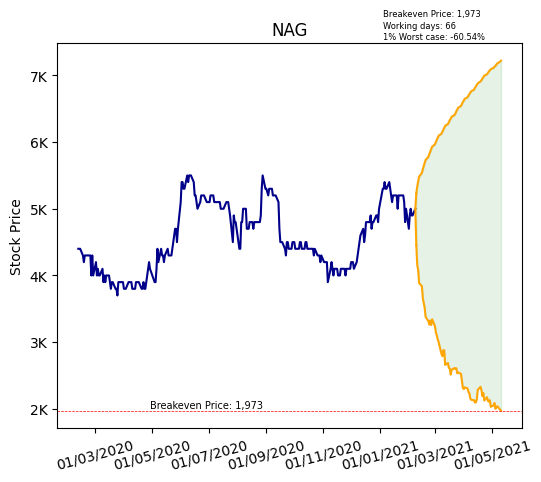 Breakeven Price: 1,973
Working days: 66
1% Worst case: -60.54%
NAG
Stock Price
7K
6K
5K
4K
3K
2K
Breakeven Price: 1,973
01/03/2020
01/05/2020
01/07/2020
01/09/2020
01/11/2020
01/01/2021
01/03/2021
01/05/2021